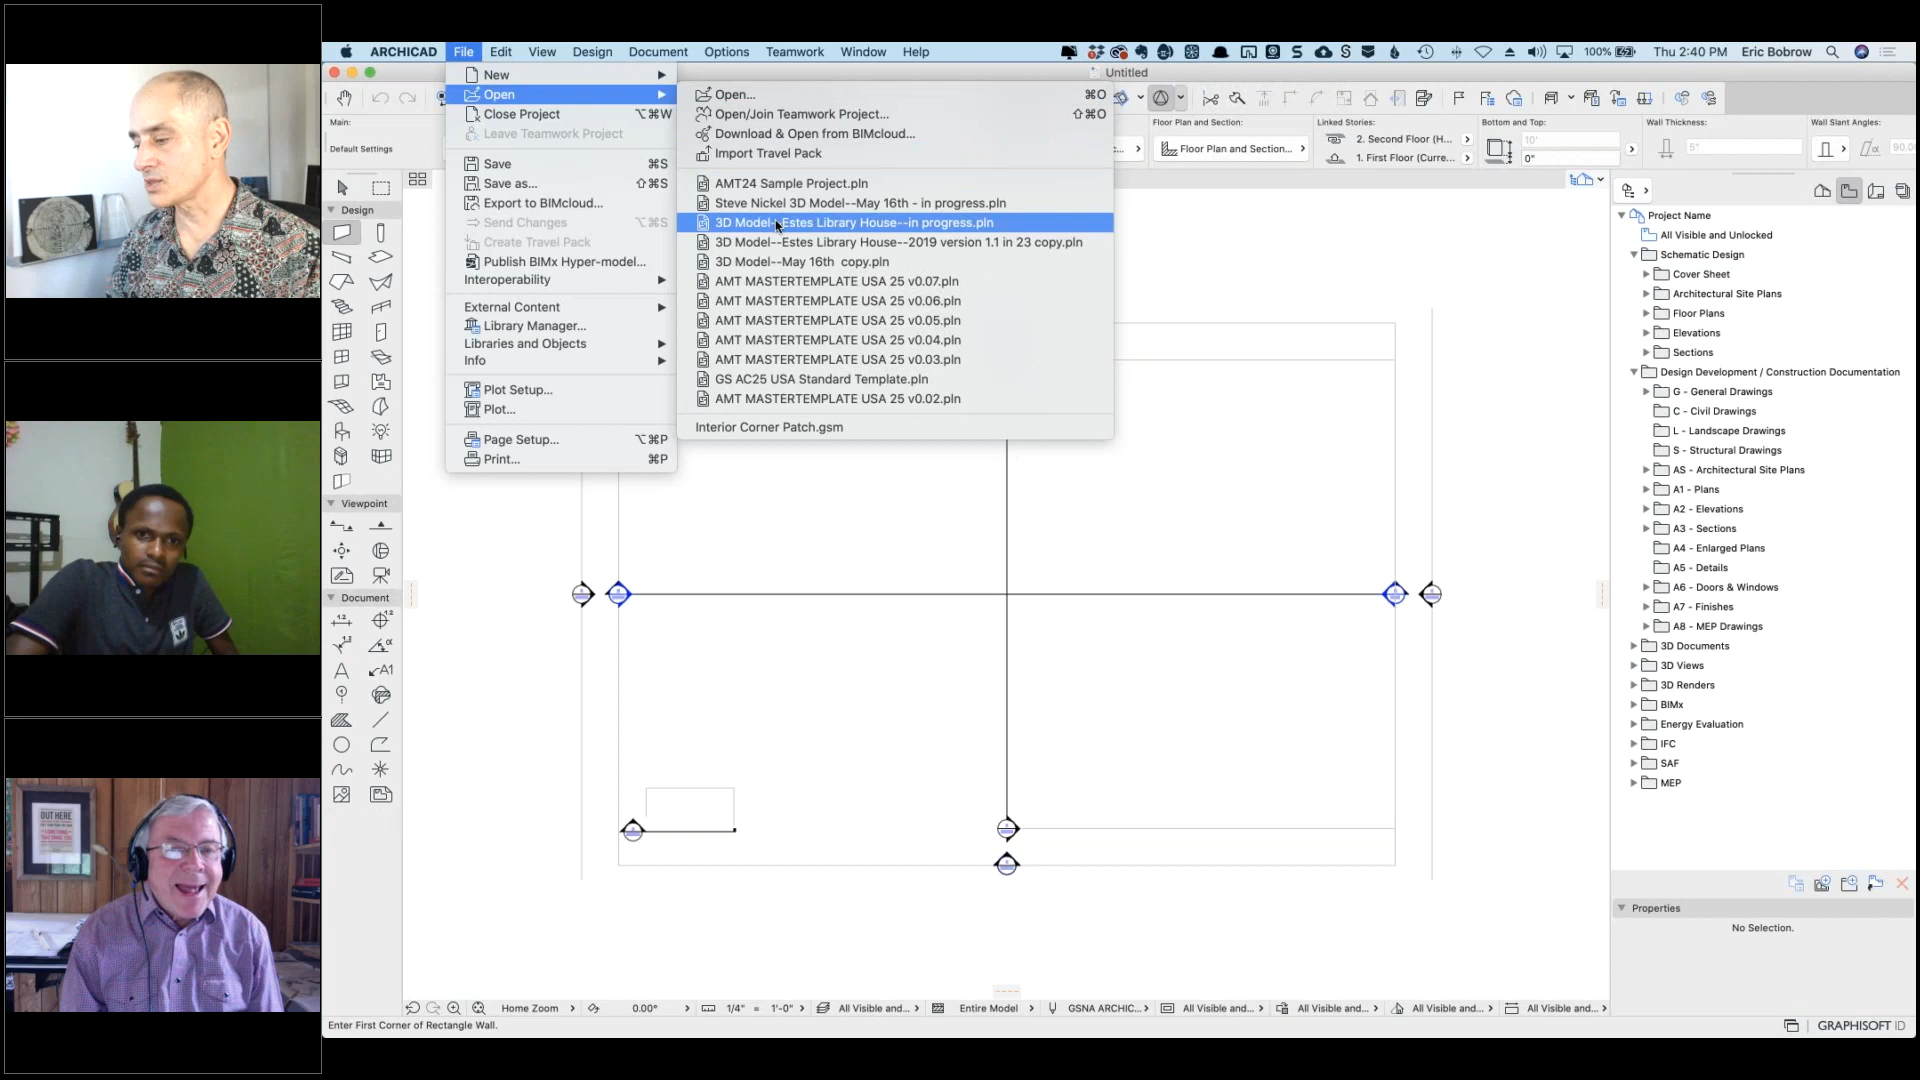 ARCHICAD File Edit View Design Document Options Teamwork Window Help
100% Thu 2:40 PM Eric Bobrow
Untitled
New
Open
Close Project ⌥⌘W
Leave Teamwork Project
Save ⌘S
Save as... ⇧⌘S
Export to BIMcloud...
Send Changes ⌥⌘S
Create Travel Pack
Publish BIMx Hyper-model...
Interoperability
External Content
Library Manager...
Libraries and Objects
Info
Plot Setup...
Plot...
Page Setup... ⌥⌘P
Print... ⌘P
Open... ⌘O
Open/Join Teamwork Project... ⇧⌘O
Download & Open from BIMcloud...
Import Travel Pack
AMT24 Sample Project.pln
Steve Nickel 3D Model--May 16th - in progress.pln
3D Model--Estes Library House--in progress.pln
3D Model--Estes Library House--2019 version 1.1 in 23 copy.pln
3D Model--May 16th copy.pln
AMT MASTERTEMPLATE USA 25 v0.07.pln
AMT MASTERTEMPLATE USA 25 v0.06.pln
AMT MASTERTEMPLATE USA 25 v0.05.pln
AMT MASTERTEMPLATE USA 25 v0.04.pln
AMT MASTERTEMPLATE USA 25 v0.03.pln
GS AC25 USA Standard Template.pln
AMT MASTERTEMPLATE USA 25 v0.02.pln
Interior Corner Patch.gsm
Main:
Default Settings
c...
Floor Plan and Section:
Floor Plan and Section...
Linked Stories:
2. Second Floor (H...
1. First Floor (Curre...
Bottom and Top:
10'
0"
Wall Thickness:
5"
Wall Slant Angles:
90.0
Design
Viewpoint
Document
1.2
1.2
1.2
A
A1
Project Name
All Visible and Unlocked
Schematic Design
Cover Sheet
Architectural Site Plans
Floor Plans
Elevations
Sections
Design Development / Construction Documentation
G - General Drawings
C - Civil Drawings
L - Landscape Drawings
S - Structural Drawings
AS - Architectural Site Plans
A1 - Plans
A2 - Elevations
A3 - Sections
A4 - Enlarged Plans
A5 - Details
A6 - Doors & Windows
A7 - Finishes
A8 - MEP Drawings
3D Documents
3D Views
3D Renders
BIMx
Energy Evaluation
IFC
SAF
MEP
Properties
No Selection.
Home Zoom 0.00° 1/4" = 1'-0" All Visible and... Entire Model GSNA ARCHIC... All Visible and... All Visible and... All Visible and... All Visible and...
Enter First Corner of Rectangle Wall.
GRAPHISOFT ID
OUT HERE